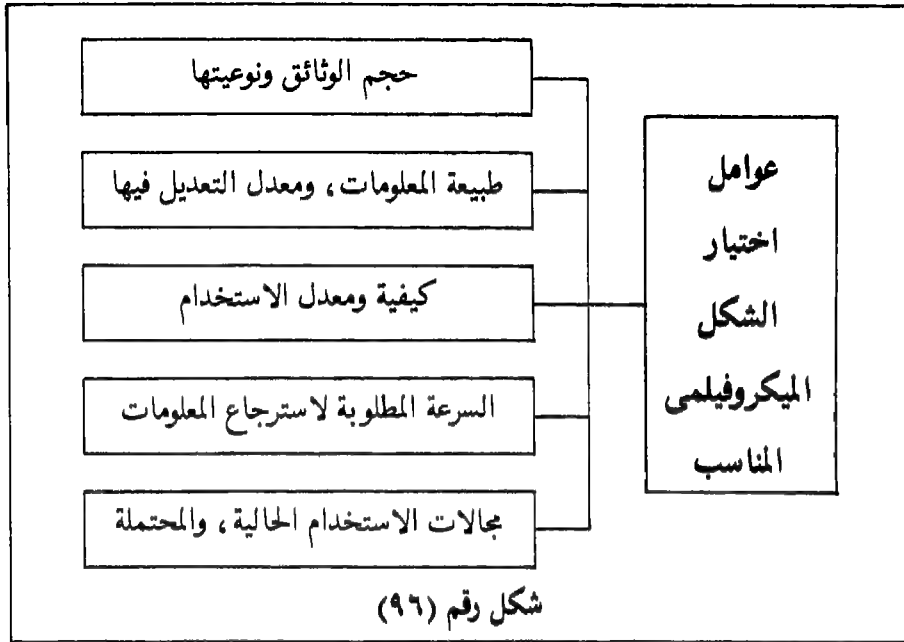 عوامل
اختيار
الشكل
الميكروفيلمى
المناسب
حجم الوثائق ونوعيتها
طبيعة المعلومات، ومعدل التعديل فيها
كيفية ومعدل الاستخدام
السرعة المطلوبة لاسترجاع المعلومات
مجالات الاستخدام الحالية، والمحتملة
شكل رقم (٩٦)